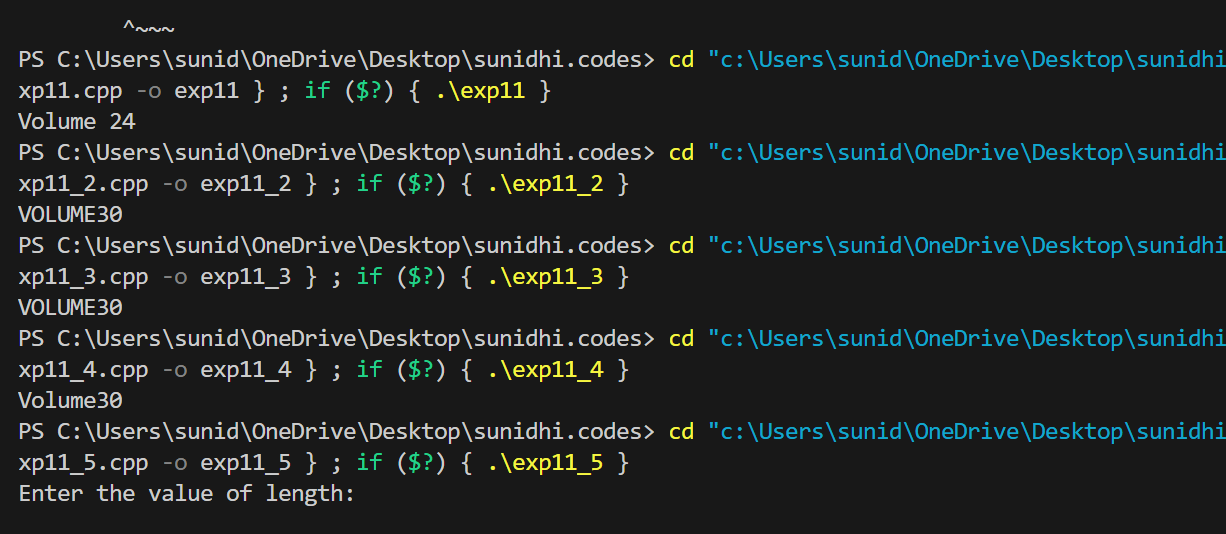 ^~~~
PS C:\Users\sunid\OneDrive\Desktop\sunidhi.codes> cd "c:\Users\sunid\OneDrive\Desktop\sunidhi
xp11.cpp -o exp11 } ; if ($?) { .\exp11 }
Volume 24
PS C:\Users\sunid\OneDrive\Desktop\sunidhi.codes> cd "c:\Users\sunid\OneDrive\Desktop\sunidhi
xp11_2.cpp -o exp11_2 } ; if ($?) { .\exp11_2 }
VOLUME30
PS C:\Users\sunid\OneDrive\Desktop\sunidhi.codes> cd "c:\Users\sunid\OneDrive\Desktop\sunidhi
xp11_3.cpp -o exp11_3 } ; if ($?) { .\exp11_3 }
VOLUME30
PS C:\Users\sunid\OneDrive\Desktop\sunidhi.codes> cd "c:\Users\sunid\OneDrive\Desktop\sunidhi
xp11_4.cpp -o exp11_4 } ; if ($?) { .\exp11_4 }
Volume30
PS C:\Users\sunid\OneDrive\Desktop\sunidhi.codes> cd "c:\Users\sunid\OneDrive\Desktop\sunidhi
xp11_5.cpp -o exp11_5 } ; if ($?) { .\exp11_5 }
Enter the value of length: